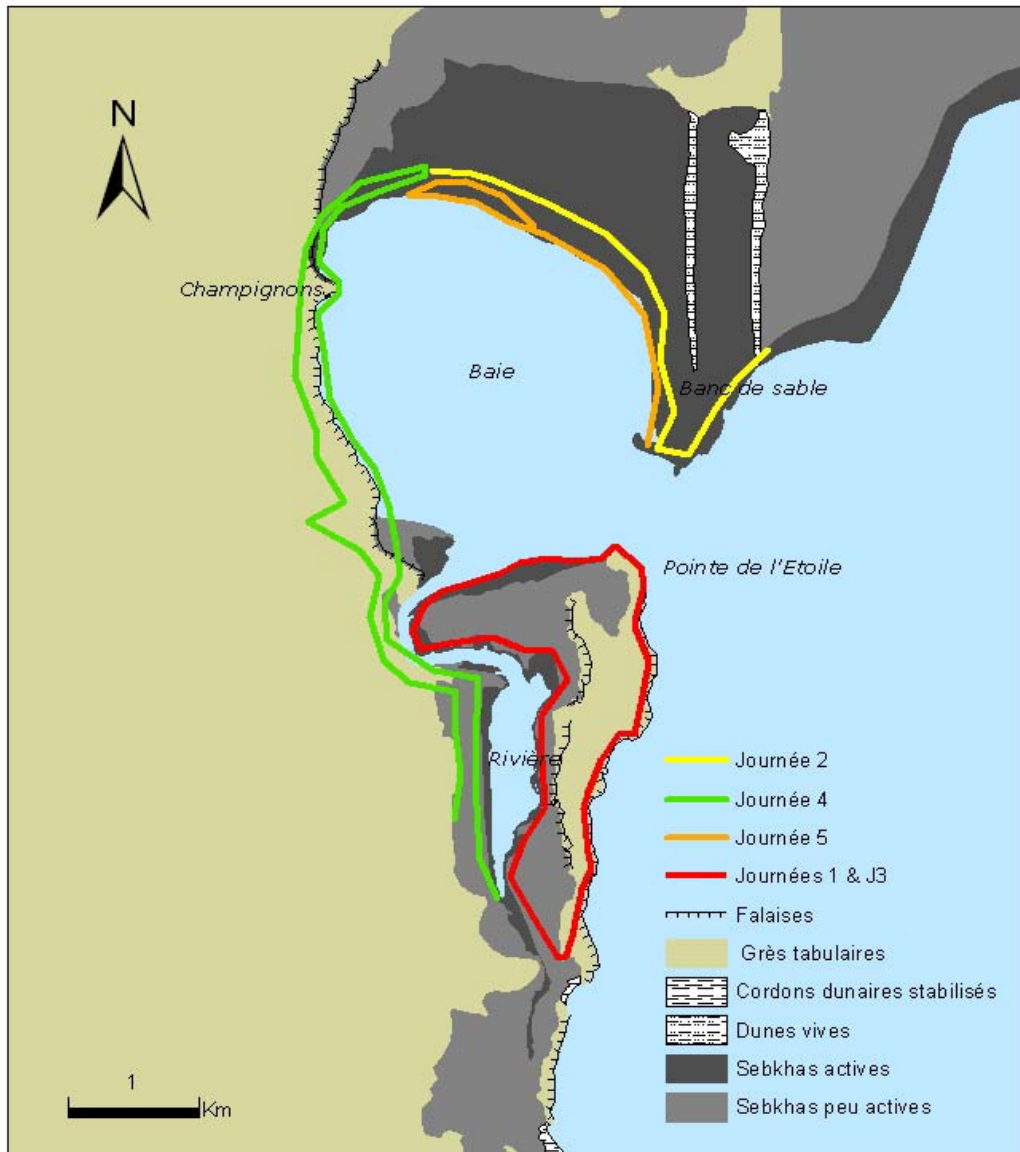 N
Champignons
Baie
Banc de sable
Pointe de l'Etoile
Rivière
Journée 2
Journée 4
Journée 5
Journées 1 & J3
Falaises
Grès tabulaires
Cordons dunaires stabilisés
Dunes vives
Sebkhas actives
Sebkhas peu actives
1
Km